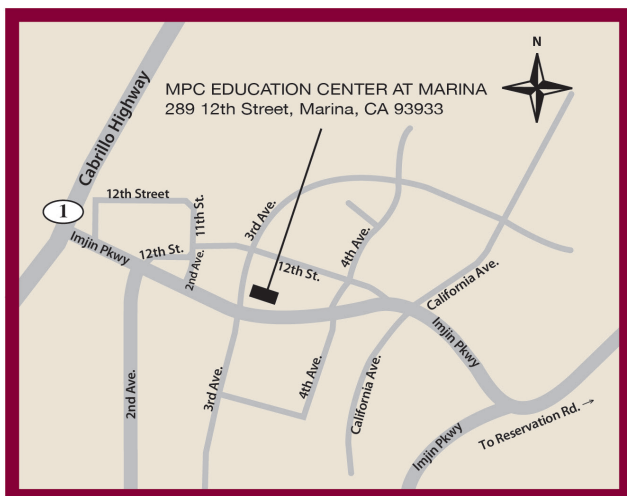 N
MPC EDUCATION CENTER AT MARINA
289 12th Street, Marina, CA 93933
Cabrillo Highway
1
12th Street
11th St.
Imjin Pkwy
12th St.
2nd Ave.
3rd Ave.
12th St.
4th Ave.
California Ave.
Imjin Pkwy
2nd Ave.
3rd Ave.
4th Ave.
California Ave.
Imjin Pkwy
To Reservation Rd. →